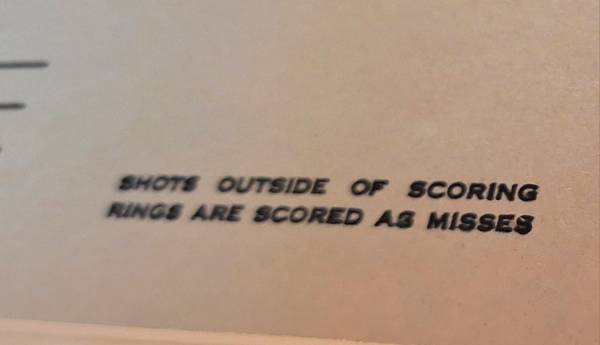 SHOTS OUTSIDE OF SCORING
RINGS ARE SCORED AS MISSES